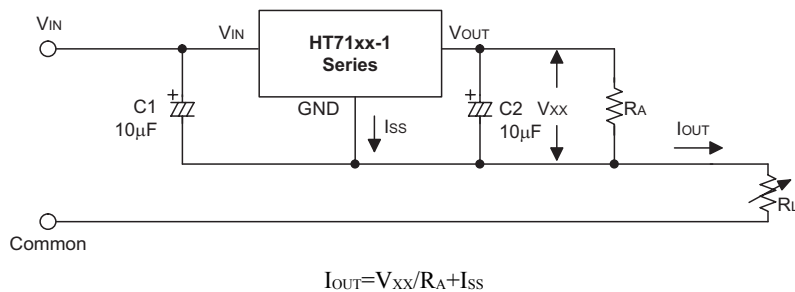 VIN
VIN
HT71xx-1
Series
VOUT
GND
C1
10μF
ISS
C2
10μF
VXX
RA
IOUT
RL
Common
IOUT=VXX/RA+ISS